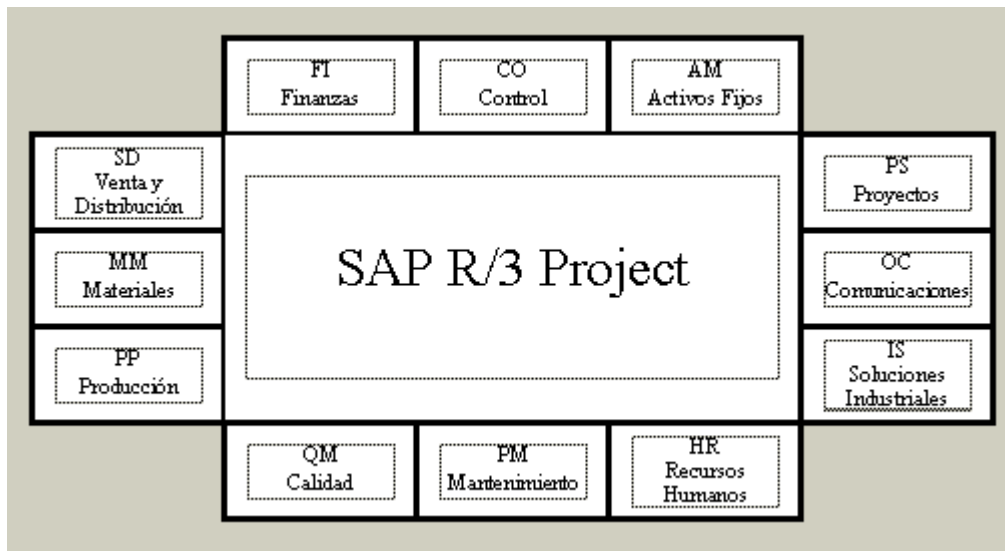 FI
Finanzas
CO
Control
AM
Activos Fijos
SD
Venta y
Distribución
PS
Proyectos
SAP R/3 Project
MM
Materiales
OC
Comunicaciones
PP
Producción
IS
Soluciones
Industriales
QM
Calidad
PM
Mantenimiento
HR
Recursos
Humanos